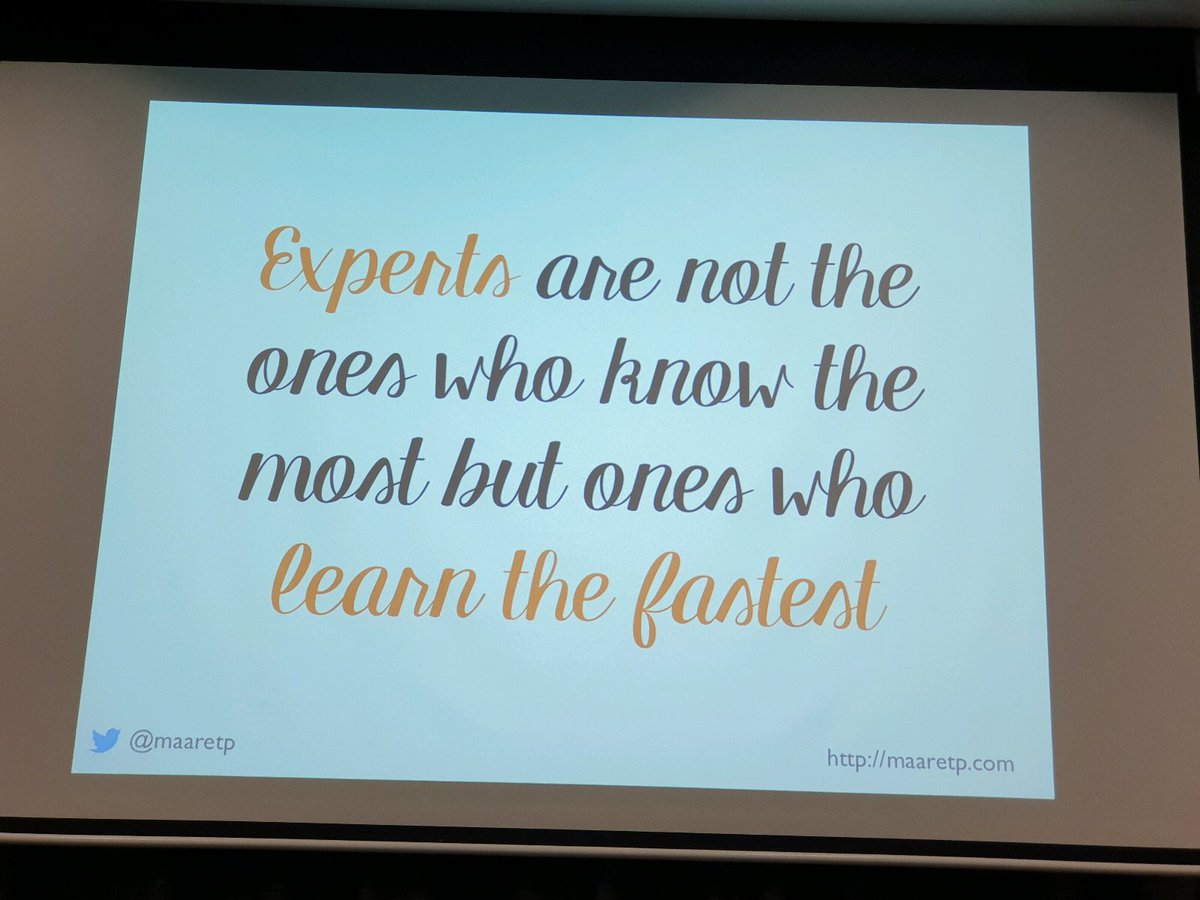 Experts are not the
ones who know the
most but ones who
learn the fastest
@maaretp
http://maaretp.com